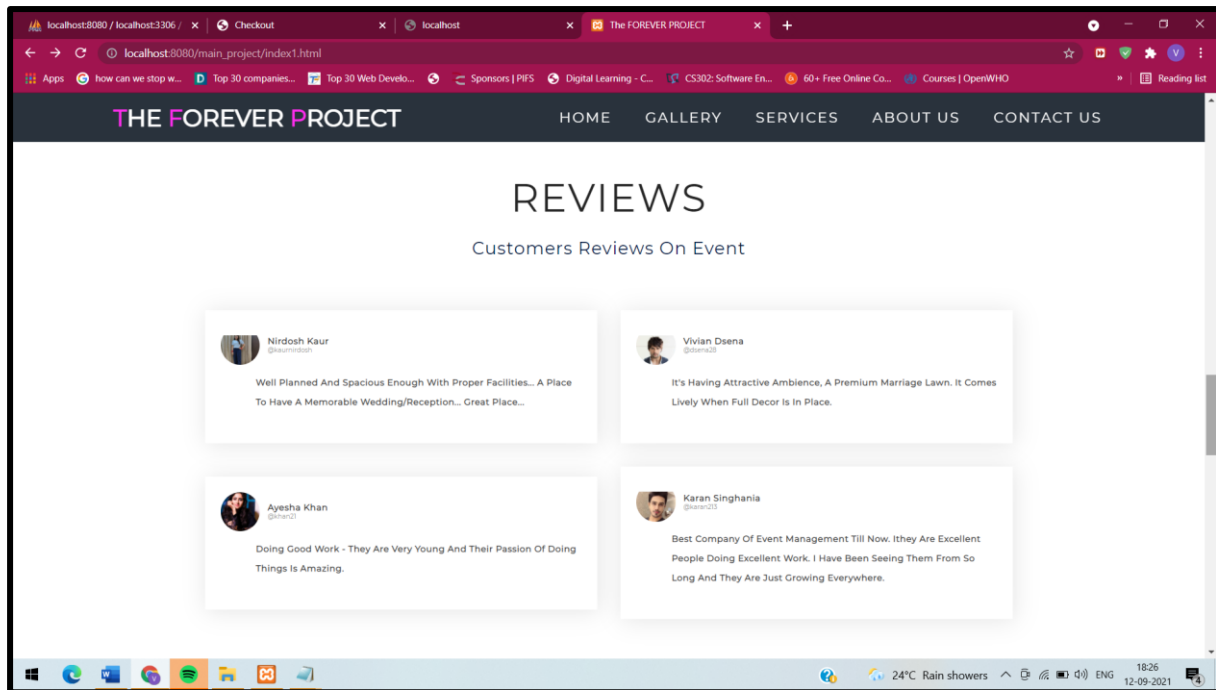 localhost:8080 / localhost:3306 /
Checkout
localhost
The FOREVER PROJECT
localhost:8080/main_project/index1.html
Apps
how can we stop w...
Top 30 companies...
Top 30 Web Develo...
Sponsors | PIFS
Digital Learning - C...
CS302: Software En...
60+ Free Online Co...
Courses | OpenWHO
»
Reading list
THE FOREVER PROJECT
HOME
GALLERY
SERVICES
ABOUT US
CONTACT US
REVIEWS
Customers Reviews On Event
Nirdosh Kaur
@kaurnirdosh
Well Planned And Spacious Enough With Proper Facilities... A Place
To Have A Memorable Wedding/Reception... Great Place...
Vivian Dsena
@dsena28
It's Having Attractive Ambience, A Premium Marriage Lawn. It Comes
Lively When Full Decor Is In Place.
Ayesha Khan
@khan21
Doing Good Work - They Are Very Young And Their Passion Of Doing
Things Is Amazing.
Karan Singhania
@karan213
Best Company Of Event Management Till Now. Ithey Are Excellent
People Doing Excellent Work. I Have Been Seeing Them From So
Long And They Are Just Growing Everywhere.
24°C Rain showers
ENG
18:26
12-09-2021
4